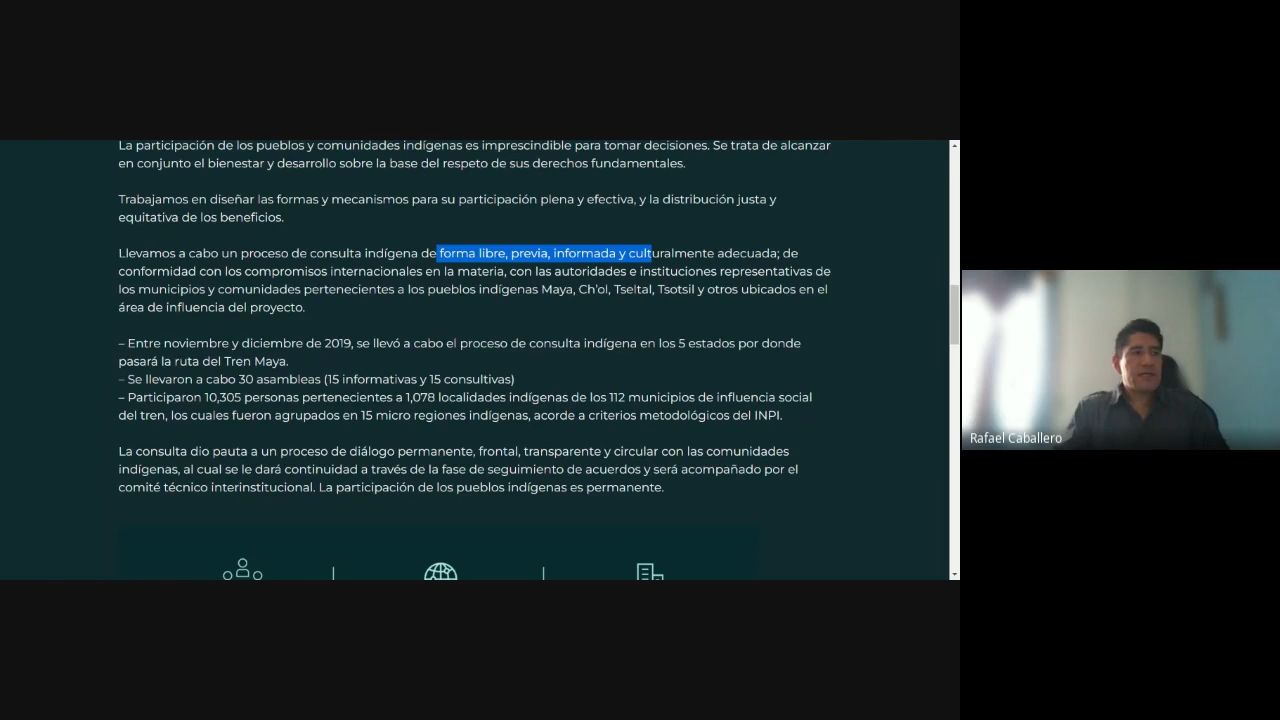 La participación de los pueblos y comunidades indígenas es imprescindible para tomar decisiones. Se trata de alcanzar
en conjunto el bienestar y desarrollo sobre la base del respeto de sus derechos fundamentales.
Trabajamos en diseñar las formas y mecanismos para su participación plena y efectiva, y la distribución justa y
equitativa de los beneficios.
Llevamos a cabo un proceso de consulta indígena de forma libre, previa, informada y culturalmente adecuada; de
conformidad con los compromisos internacionales en la materia, con las autoridades e instituciones representativas de
los municipios y comunidades pertenecientes a los pueblos indígenas Maya, Ch’ol, Tseltal, Tsotsil y otros ubicados en el
área de influencia del proyecto.
– Entre noviembre y diciembre de 2019, se llevó a cabo el proceso de consulta indígena en los 5 estados por donde
pasará la ruta del Tren Maya.
– Se llevaron a cabo 30 asambleas (15 informativas y 15 consultivas)
– Participaron 10,305 personas pertenecientes a 1,078 localidades indígenas de los 112 municipios de influencia social
del tren, los cuales fueron agrupados en 15 micro regiones indígenas, acorde a criterios metodológicos del INPI.
La consulta dio pauta a un proceso de diálogo permanente, frontal, transparente y circular con las comunidades
indígenas, al cual se le dará continuidad a través de la fase de seguimiento de acuerdos y será acompañado por el
comité técnico interinstitucional. La participación de los pueblos indígenas es permanente.
Rafael Caballero